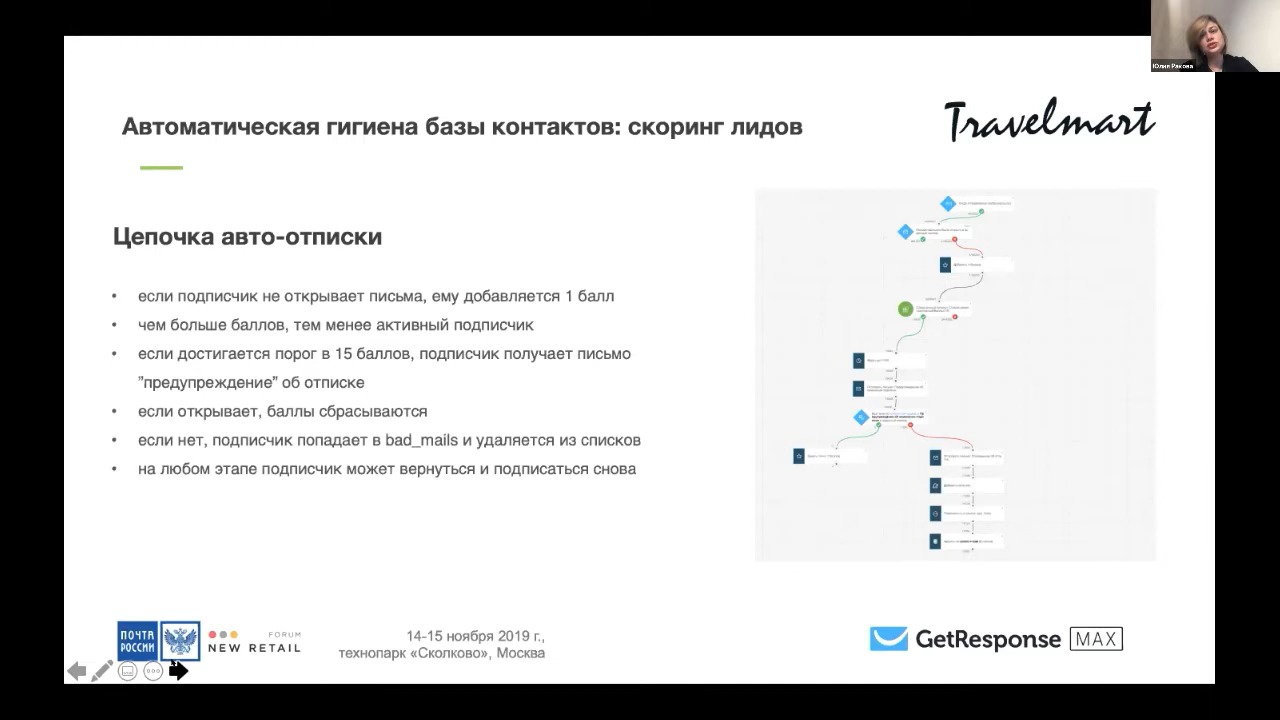 Юлия Ракова
Автоматическая гигиена базы контактов: скоринг лидов
Travelmart
Цепочка авто-отписки
• если подписчик не открывает письма, ему добавляется 1 балл
• чем больше баллов, тем менее активный подписчик
• если достигается порог в 15 баллов, подписчик получает письмо
”предупреждение” об отписке
• если открывает, баллы сбрасываются
• если нет, подписчик попадает в bad_mails и удаляется из списков
• на любом этапе подписчик может вернуться и подписаться снова
ПОЧТА
РОССИИ
FORUM
NEW RETAIL
14-15 ноября 2019 г.,
технопарк «Сколково», Москва
GetResponse MAX